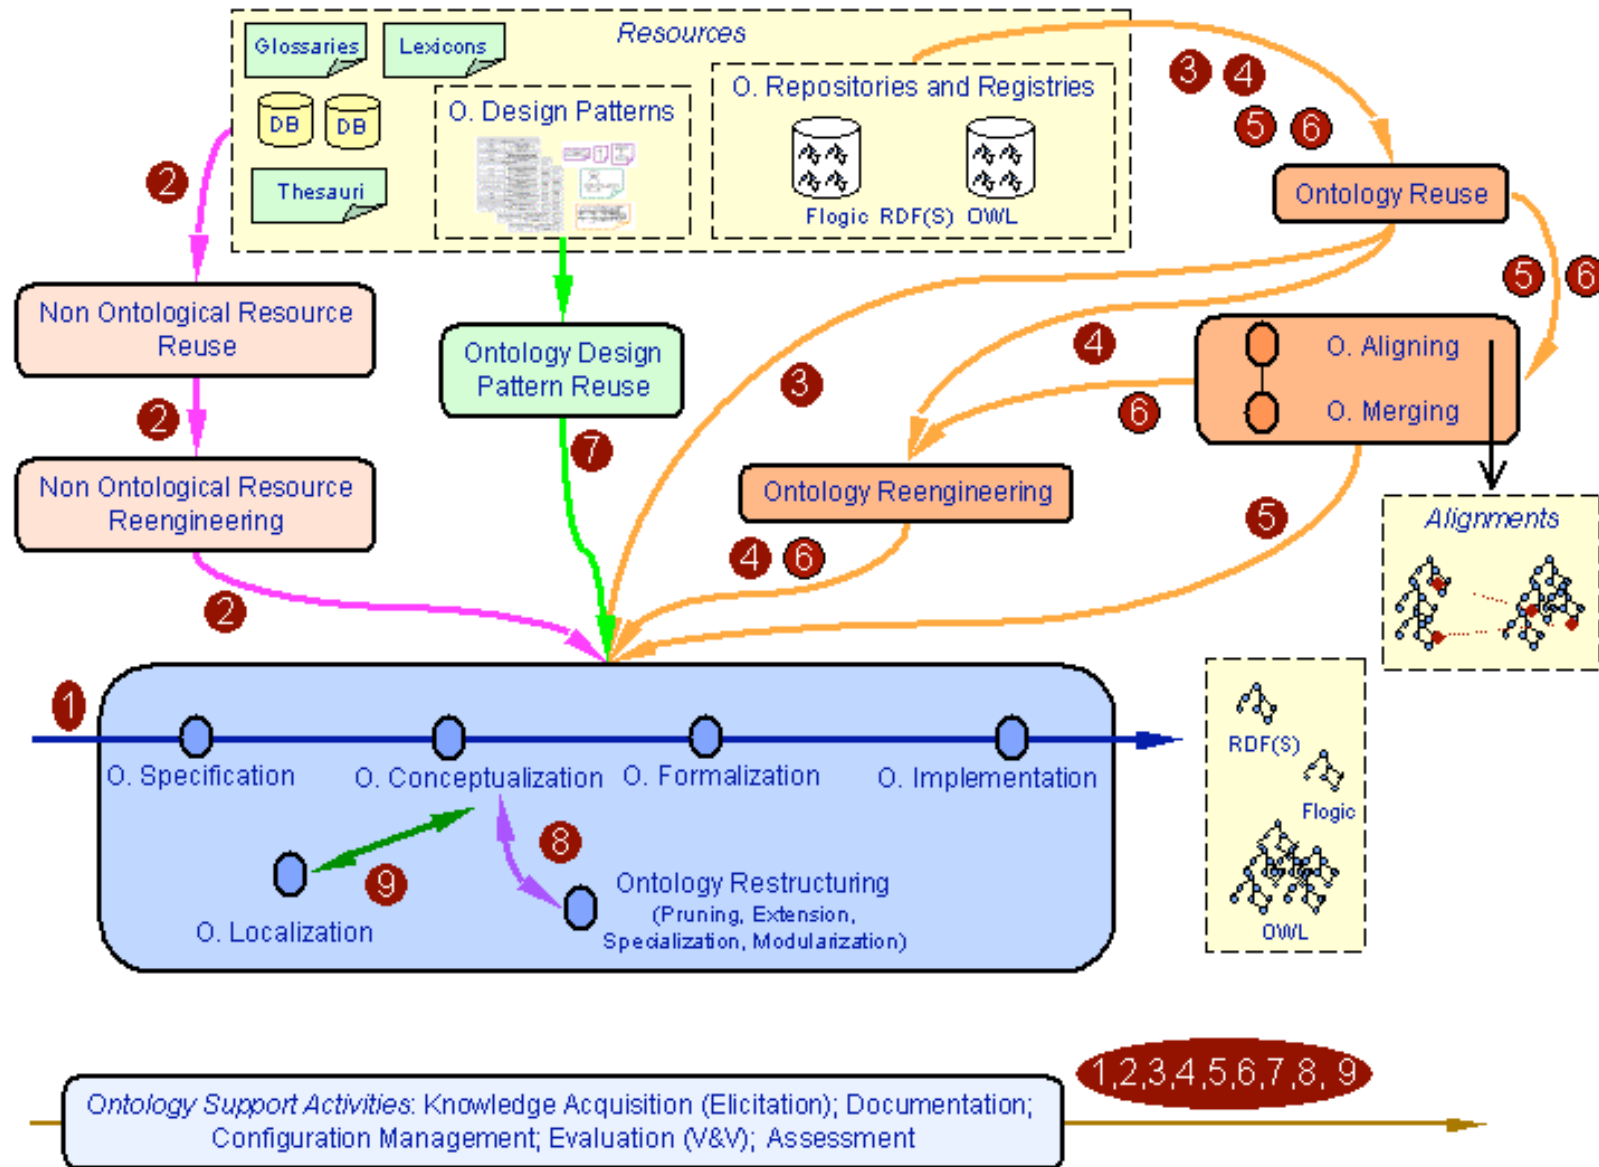 Resources
Glossaries
Lexicons
DB
DB
Thesauri
O. Design Patterns
O. Repositories and Registries
Flogic RDF(S) OWL
3
4
5
6
2
Ontology Reuse
5
6
Non Ontological Resource
Reuse
Ontology Design
Pattern Reuse
4
3
O. Aligning
O. Merging
6
2
7
Non Ontological Resource
Reengineering
Ontology Reengineering
5
Alignments
4
6
2
1
O. Specification
O. Conceptualization
O. Formalization
O. Implementation
RDF(S)
Flogic
OWL
8
9
O. Localization
Ontology Restructuring
(Pruning, Extension,
Specialization, Modularization)
1,2,3,4,5,6,7,8, 9
Ontology Support Activities: Knowledge Acquisition (Elicitation); Documentation;
Configuration Management; Evaluation (V&V); Assessment